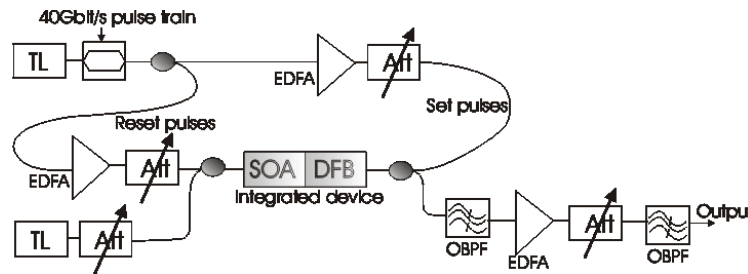 40Gbit/s pulse train
TL
EDFA
Att
Set pulses
Reset pulses
EDFA
Att
SOA
DFB
Integrated device
TL
Att
OBPF
EDFA
Att
OBPF
Outpu